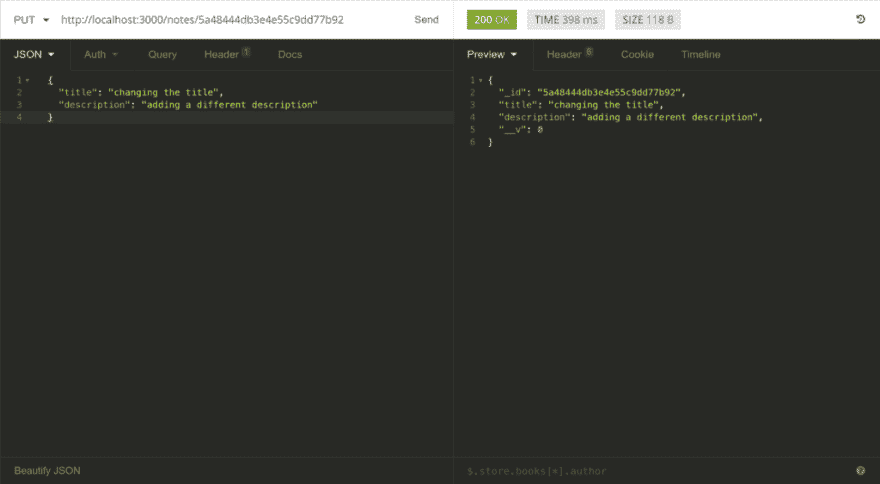 PUT http://localhost:3000/notes/5a48444db3e4e55c9dd77b92 Send 200 OK TIME 398 ms SIZE 118 B
JSON Auth Query Header 1 Docs
1 {
2 "title": "changing the title",
3 "description": "adding a different description"
4 }
Beautify JSON
Preview Header 6 Cookie Timeline
1 {
2 "_id": "5a48444db3e4e55c9dd77b92",
3 "title": "changing the title",
4 "description": "adding a different description",
5 "__v": 0
6 }
$.store.books[*].author